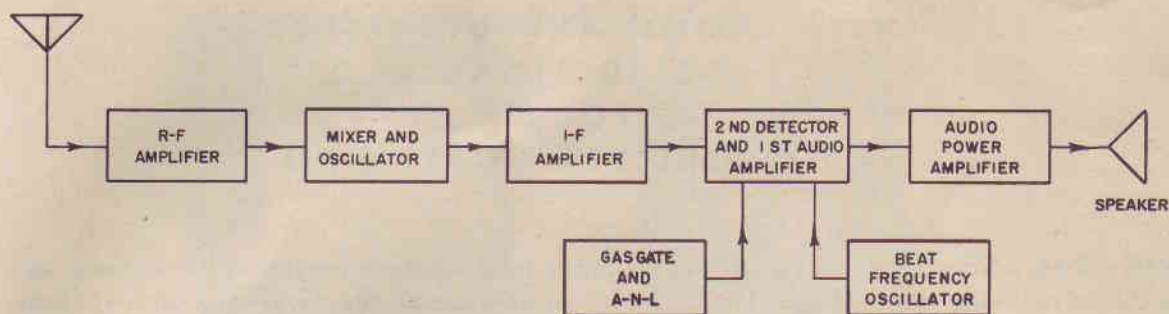 R-F
AMPLIFIER
MIXER AND
OSCILLATOR
I-F
AMPLIFIER
2 ND DETECTOR
AND 1 ST AUDIO
AMPLIFIER
AUDIO
POWER
AMPLIFIER
SPEAKER
GASGATE
AND
A-N-L
BEAT
FREQUENCY
OSCILLATOR